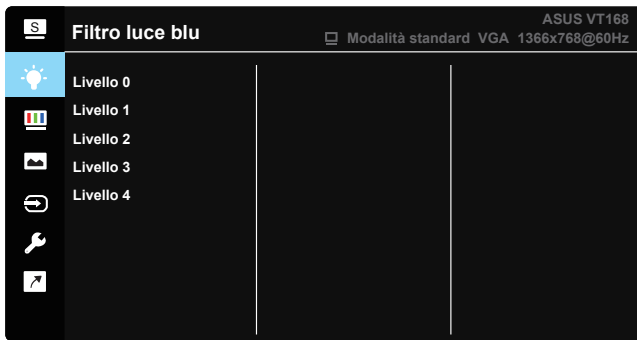 S
Filtro luce blu
ASUS VT168
Modalità standard VGA 1366x768@60Hz
Livello 0
Livello 1
Livello 2
Livello 3
Livello 4